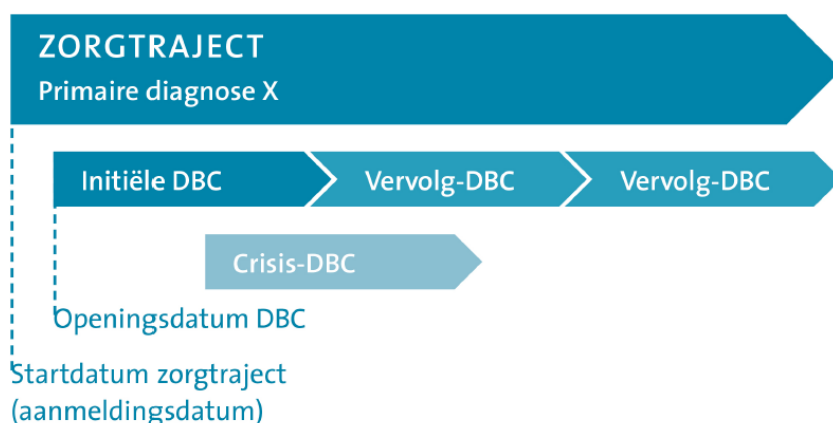 ZORGTRAJECT
Primaire diagnose X
Initiële DBC
Vervolg-DBC
Vervolg-DBC
Crisis-DBC
Openingsdatum DBC
Startdatum zorgtraject
(aanmeldingsdatum)